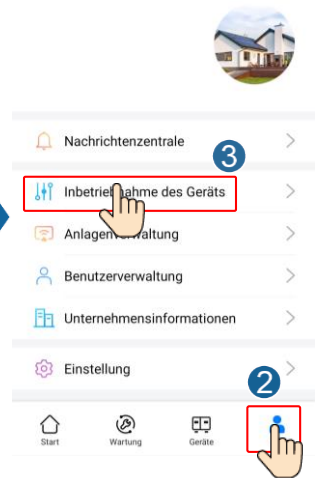 Nachrichtenzentrale
3
Inbetriebnahme des Geräts
Anlagenverwaltung
Benutzerverwaltung
Unternehmensinformationen
Einstellung
2
Start Wartung Geräte